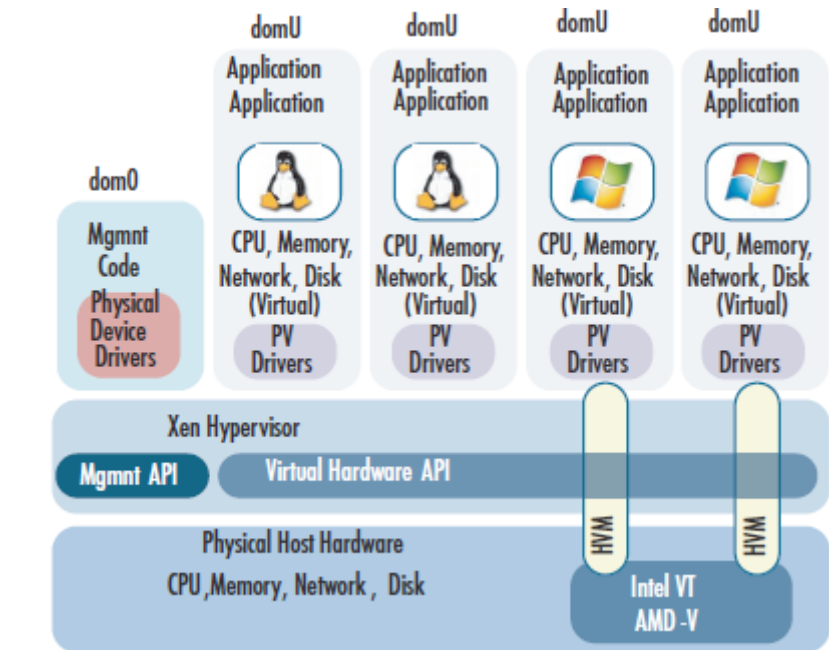 domU
Application
Application
CPU, Memory,
Network, Disk
(Virtual)
PV
Drivers
domU
Application
Application
CPU, Memory,
Network, Disk
(Virtual)
PV
Drivers
domU
Application
Application
CPU, Memory,
Network, Disk
(Virtual)
PV
Drivers
domU
Application
Application
CPU, Memory,
Network, Disk
(Virtual)
PV
Drivers
dom0
Mgmnt
Code
Physical
Device
Drivers
Xen Hypervisor
Mgmnt API
Virtual Hardware API
HVM
HVM
Physical Host Hardware
CPU ,Memory, Network , Disk
Intel VT
AMD -V